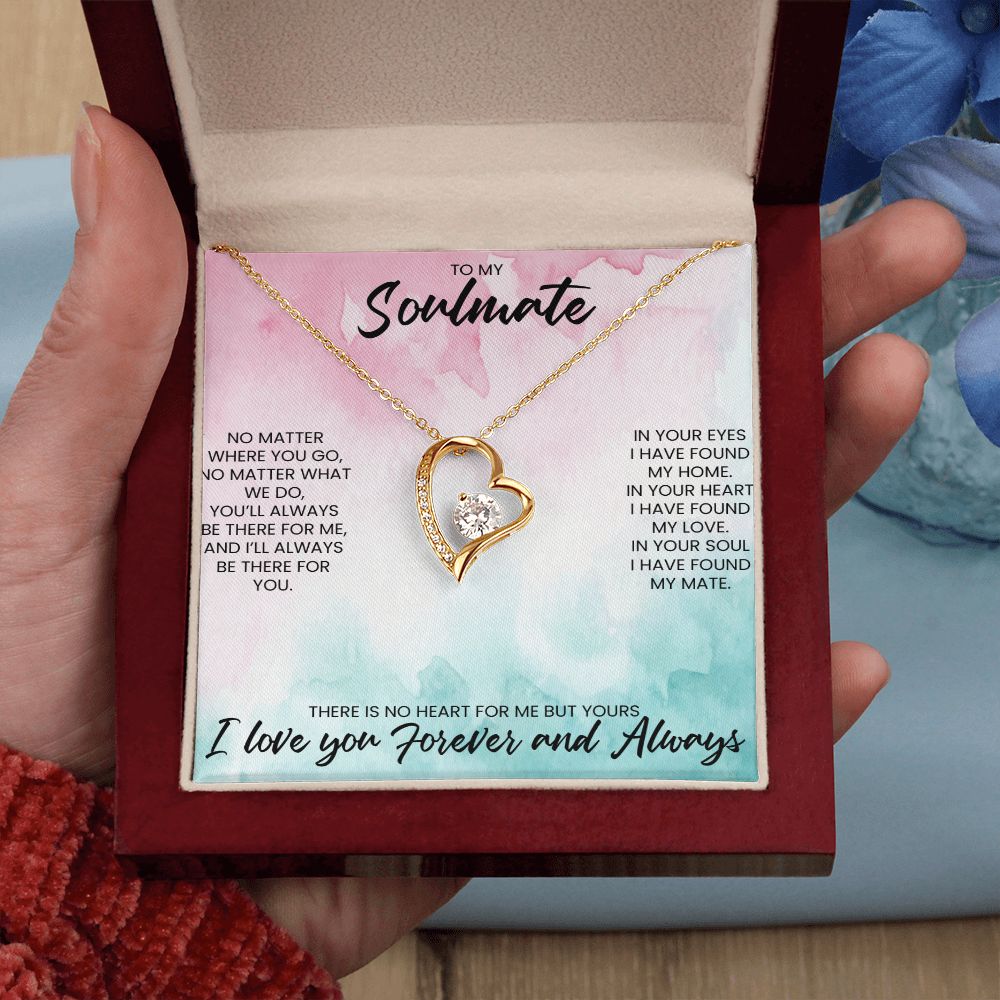 TO MY
Soulmate
NO MATTER
WHERE YOU GO,
NO MATTER WHAT
WE DO,
YOU'LL ALWAYS
BE THERE FOR ME,
AND I'LL ALWAYS
BE THERE FOR
YOU.
IN YOUR EYES
I HAVE FOUND
MY HOME.
IN YOUR HEART
I HAVE FOUND
MY LOVE.
IN YOUR SOUL
I HAVE FOUND
MY MATE.
THERE IS NO HEART FOR ME BUT YOURS
I love you Forever and Always